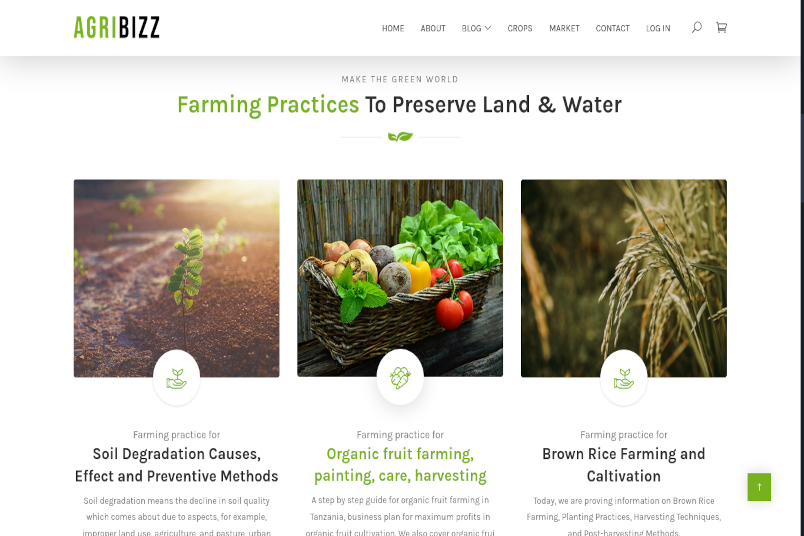 AGRIBIZZ
HOME ABOUT BLOG CROPS MARKET CONTACT LOG IN
MAKE THE GREEN WORLD
Farming Practices To Preserve Land & Water
Farming practice for
Soil Degradation Causes,
Effect and Preventive Methods
Soil degradation means the decline in soil quality
which comes about due to aspects, for example,
improper land use, agriculture, and pasture, urban
Farming practice for
Organic fruit farming,
painting, care, harvesting
A step by step guide for organic fruit farming in
Tanzania, business plan for maximum profits in
organic fruit cultivation. We also cover organic frui
Farming practice for
Brown Rice Farming and
Cultivation
Today, we are proving information on Brown Rice
Farming, Planting Practices, Harvesting Techniques,
and Post-harvesting Methods.